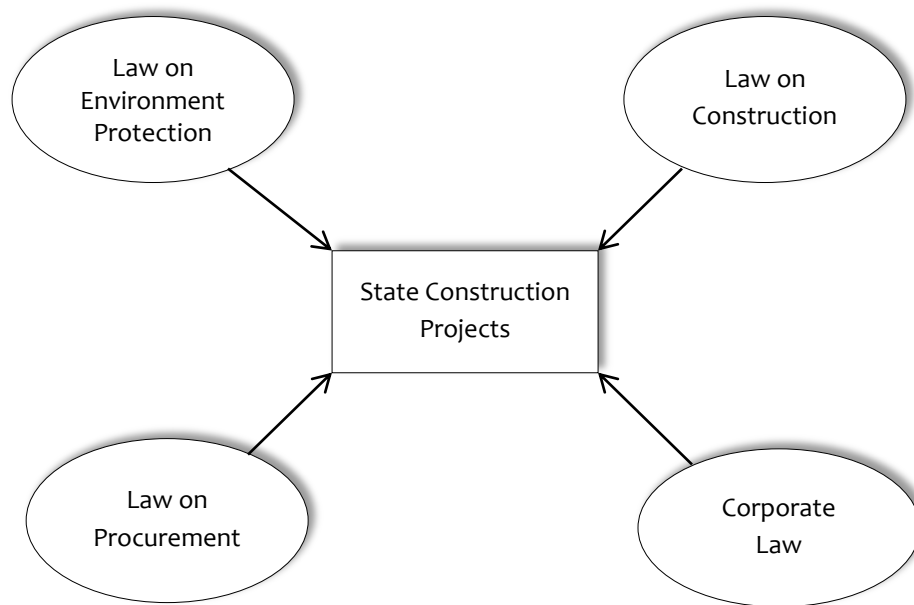 Law on
Environment
Protection
Law on
Construction
State Construction
Projects
Law on
Procurement
Corporate
Law